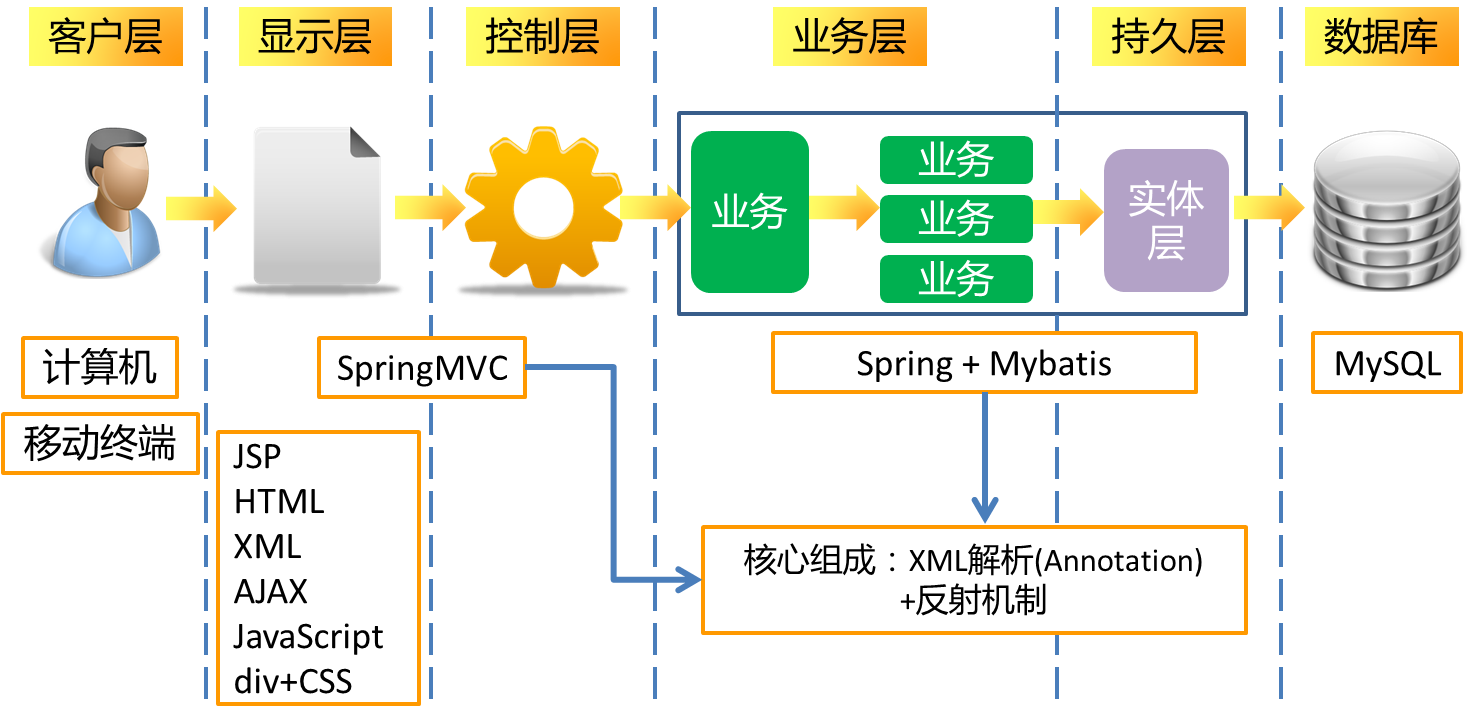 客户层
显示层
控制层
业务层
持久层
数据库
业务
业务
业务
业务
实体
层
计算机
移动终端
SpringMVC
Spring + Mybatis
MySQL
JSP
HTML
XML
AJAX
JavaScript
div+CSS
核心组成：XML解析(Annotation)
+反射机制